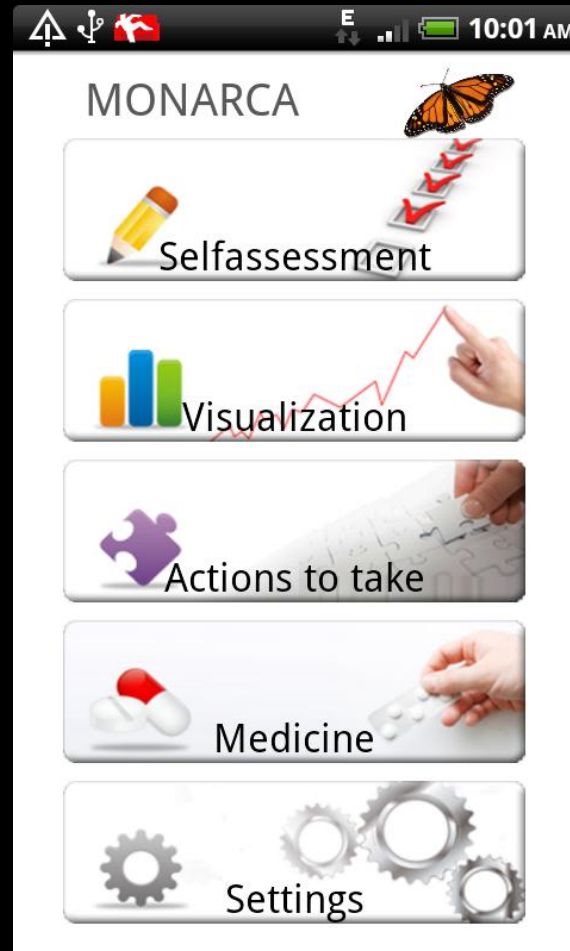 E
10:01 AM
MONARCA
Selfassessment
Visualization
Actions to take
Medicine
Settings